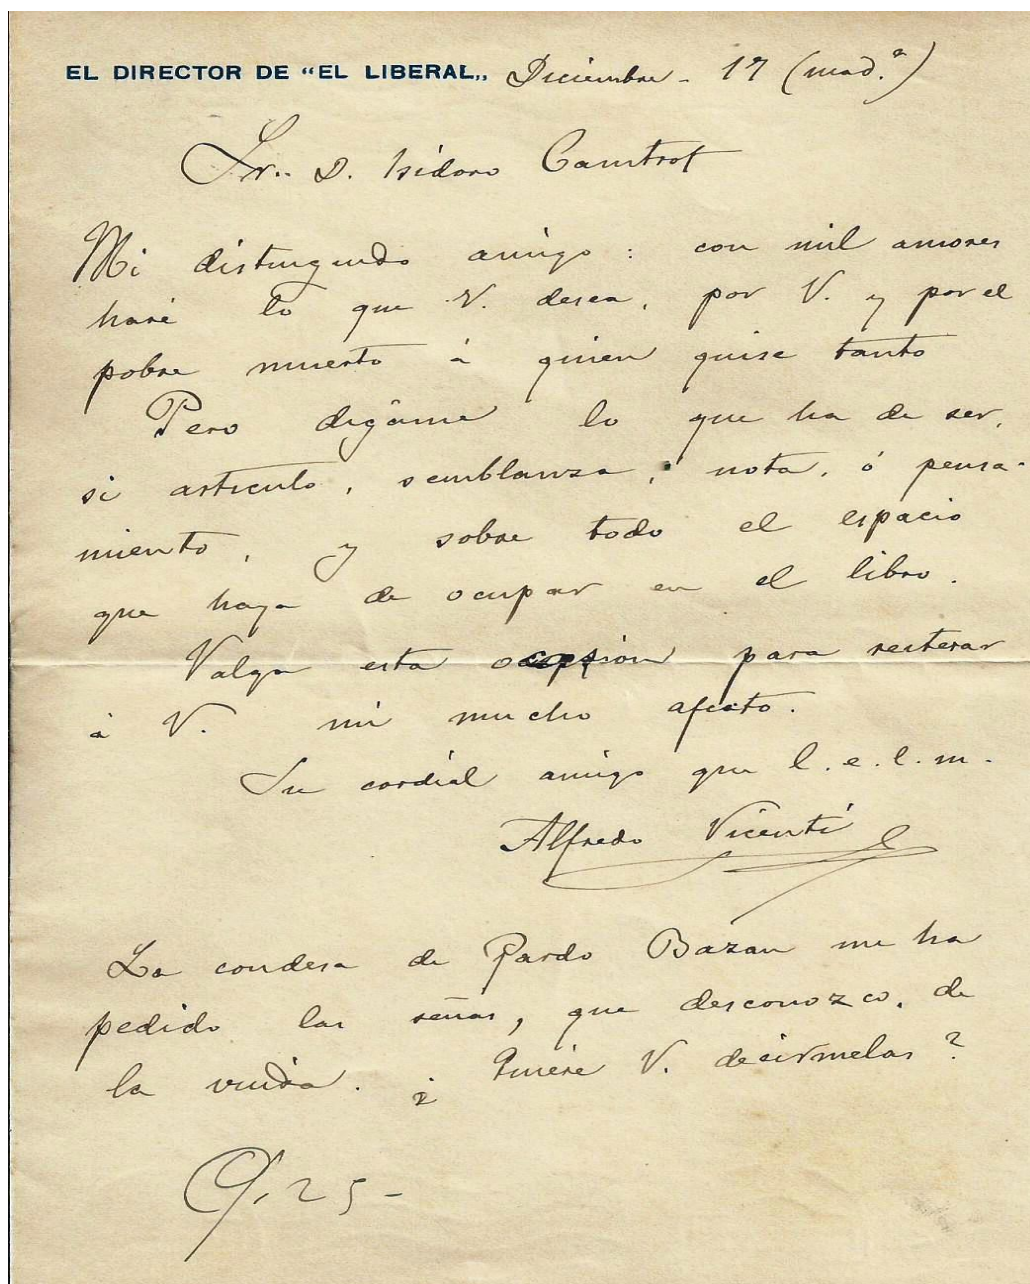 EL DIRECTOR DE “EL LIBERAL„ Diciembre - 17 (mad.ª)
Sr. D. Isidoro
Mi distinguido amigo : con mil amores
haré lo que V. desea, por V. y por el
pobre muerto á quien quise tanto
Pero dígame lo que ha de ser,
si artículo, semblanza, nota, ó pensa-
miento, y sobre todo el espacio
que haya de ocupar en el libro.
Valga esta ocasión para reiterar
á V. mi mucho afecto.
Su cordial amigo que l. e. l. m.
Alfredo Vicenti
La condesa de Pardo Bazan me ha
pedido las señas, que desconozco, de
la viuda. ¿ Quiere V. decírmelas ?
25-